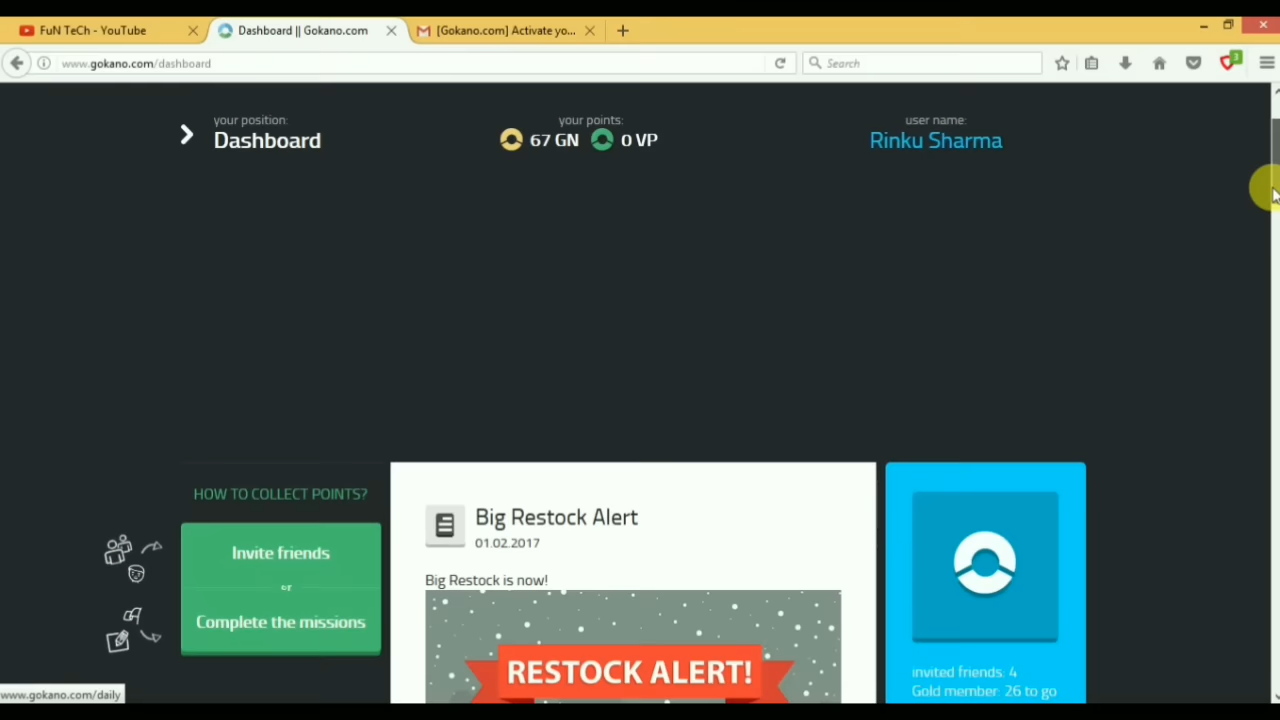 FuN TeCh - YouTube
Dashboard || Gokano.com
[Gokano.com] Activate yo...
www.gokano.com/dashboard
Search
3
your position:
Dashboard
your points:
67 GN 0 VP
user name:
Rinku Sharma
HOW TO COLLECT POINTS?
Invite friends
or
Complete the missions
Big Restock Alert
01.02.2017
Big Restock is now!
RESTOCK ALERT!
invited friends: 4
Gold member: 26 to go
www.gokano.com/daily